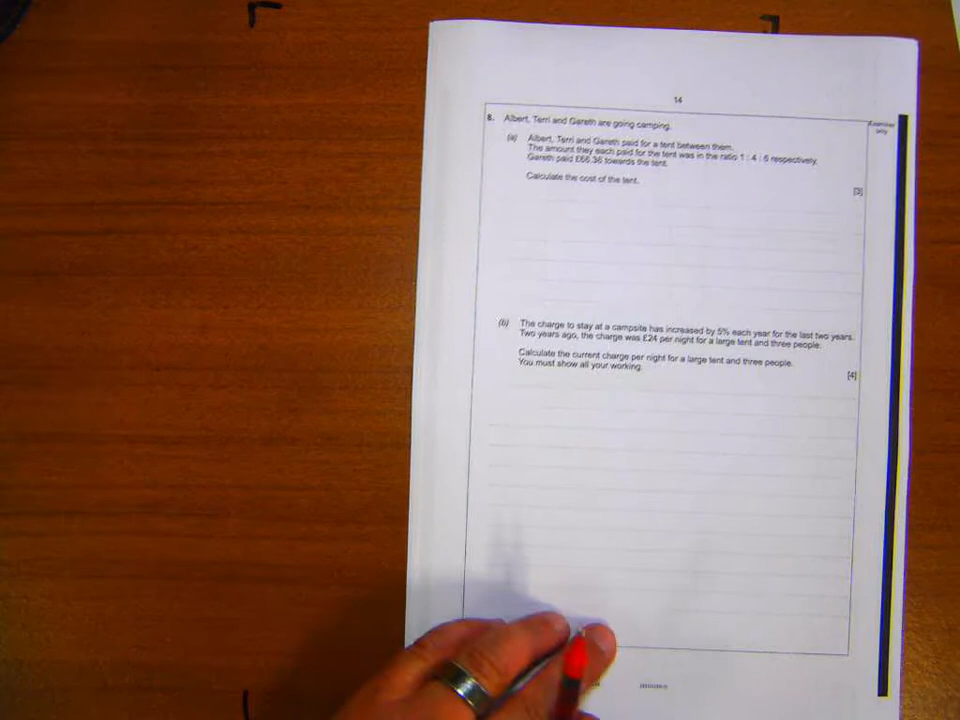 14
Examiner
only
8. Albert, Terri and Gareth are going camping.
(a) Albert, Terri and Gareth paid for a tent between them.
The amount they each paid for the tent was in the ratio 1 : 4 : 6 respectively.
Gareth paid £66.36 towards the tent.
Calculate the cost of the tent.
[3]
(b) The charge to stay at a campsite has increased by 5% each year for the last two years.
Two years ago, the charge was £24 per night for a large tent and three people.
Calculate the current charge per night for a large tent and three people.
You must show all your working.
[4]